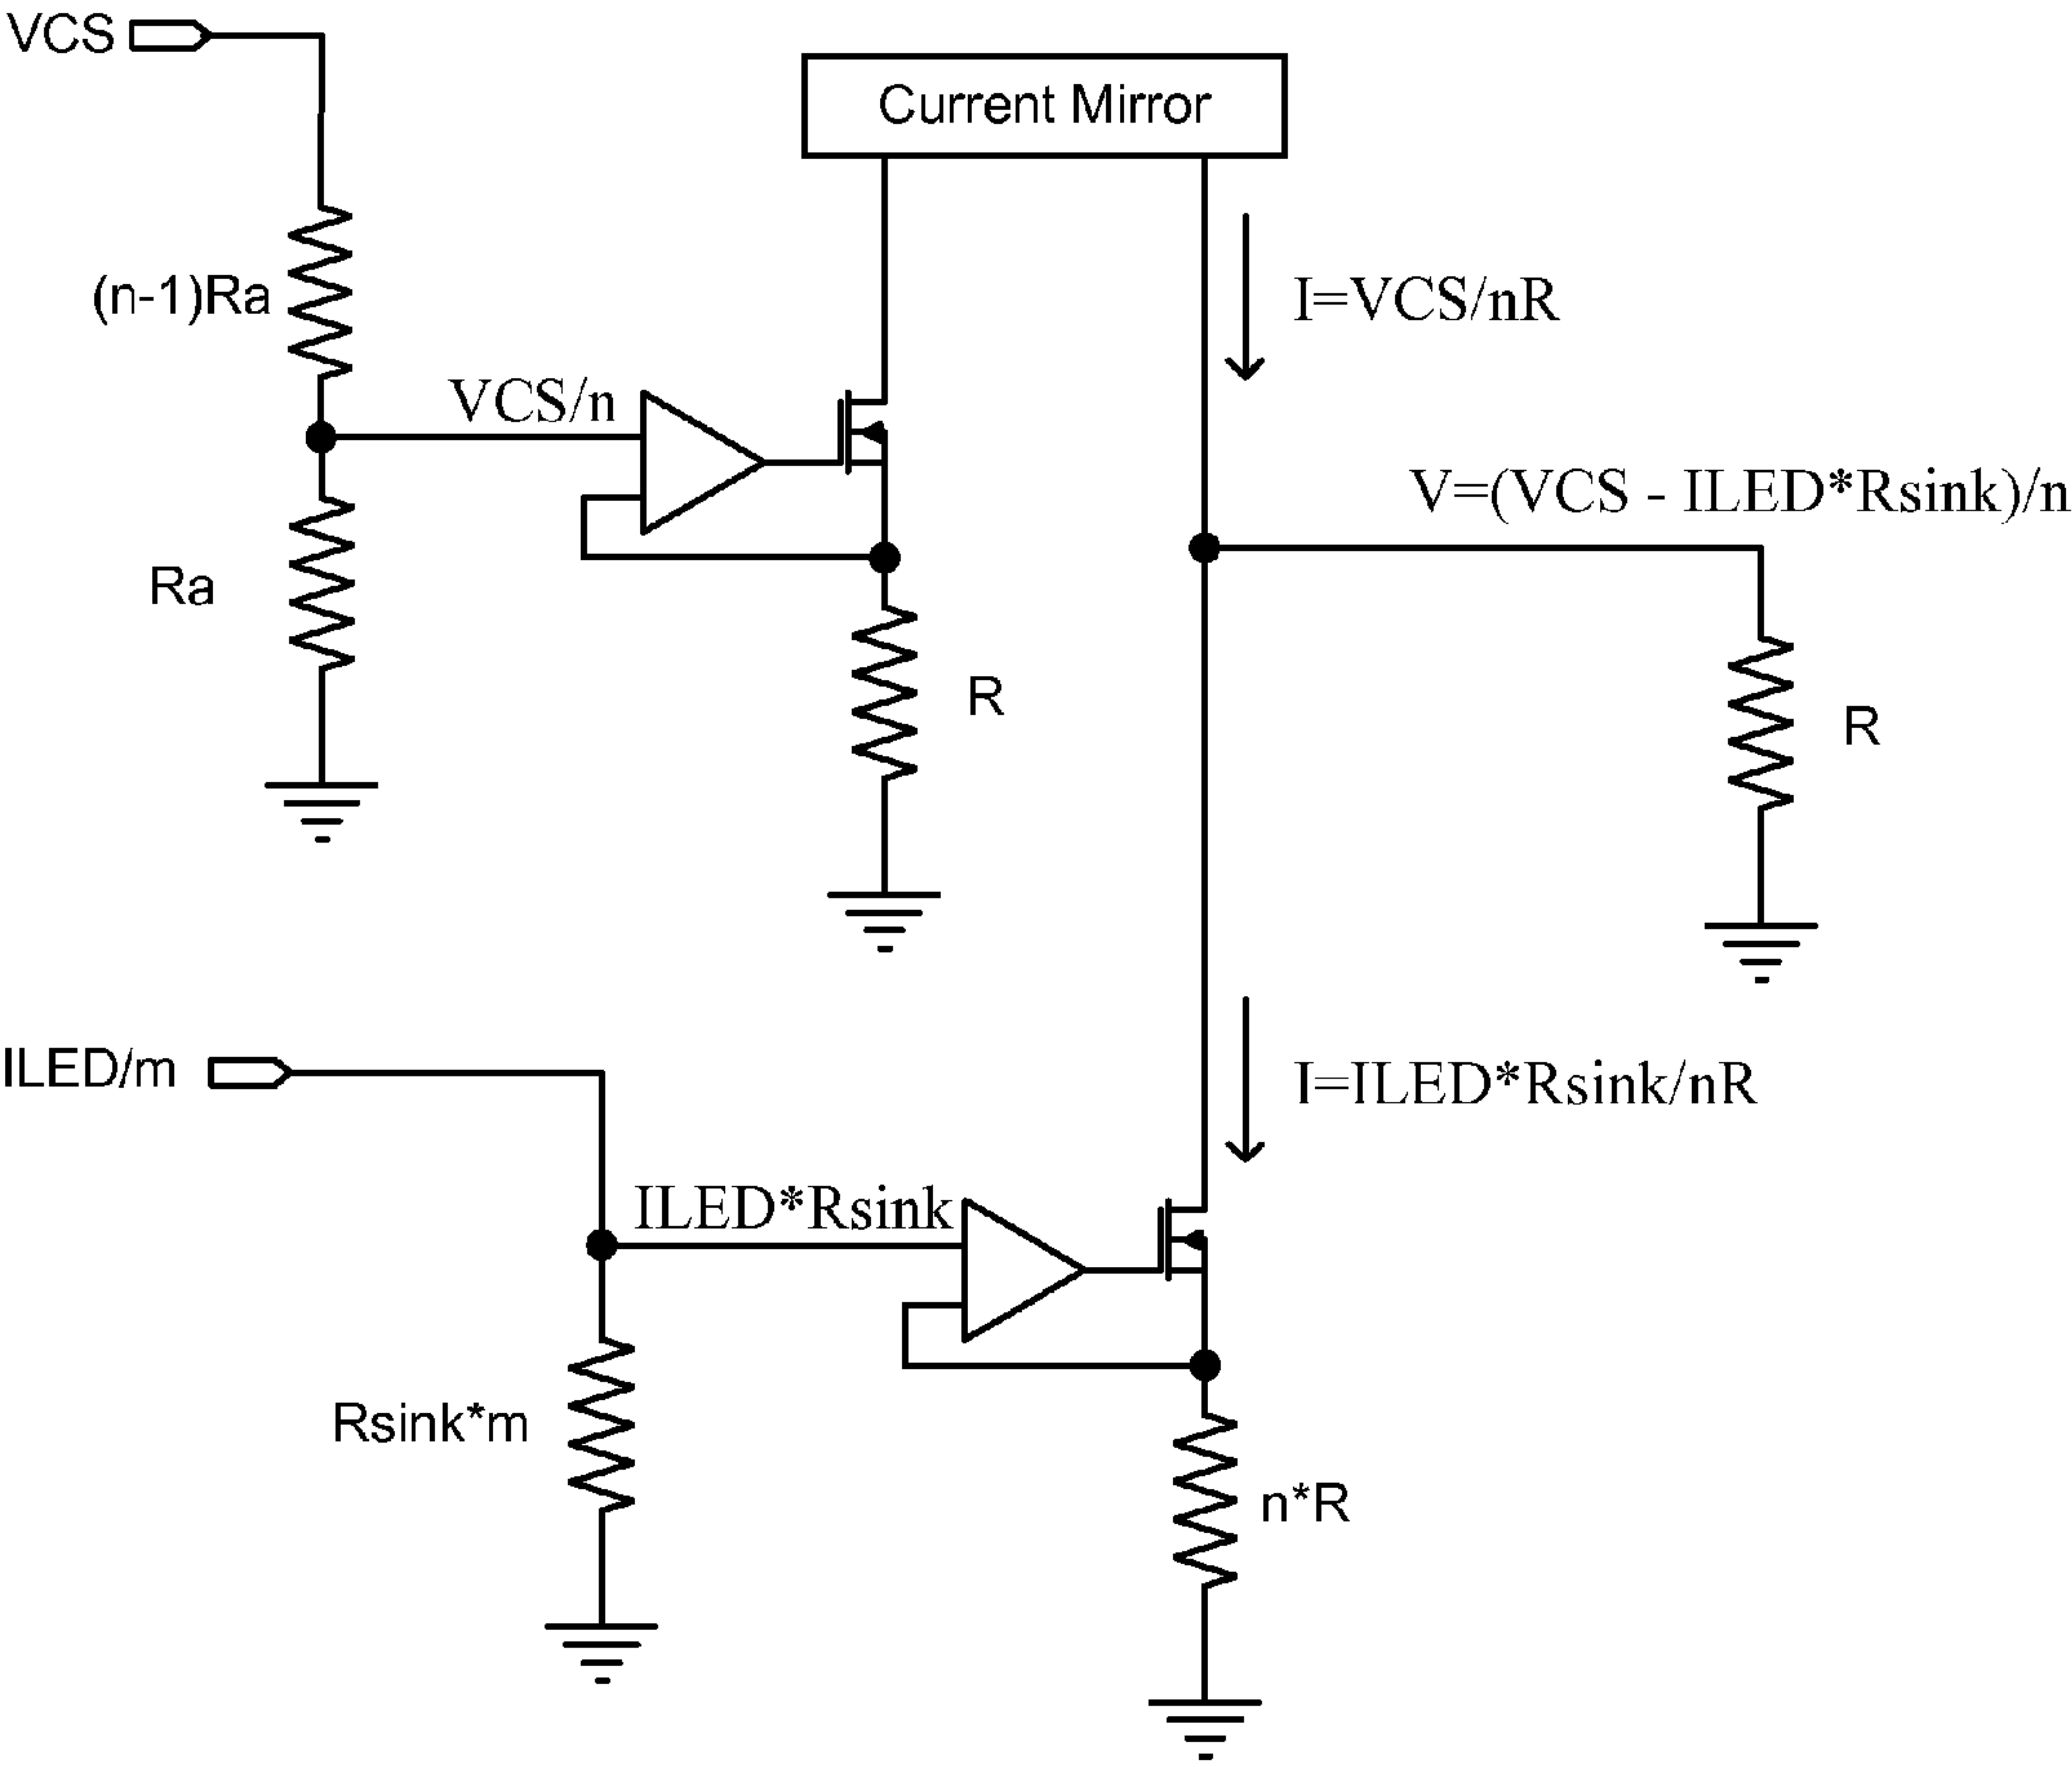 VCS
Current Mirror
(n-1)Ra
I=VCS/nR
VCS/n
V=(VCS - ILED*Rsink)/n
Ra
R
R
ILED/m
I=ILED*Rsink/nR
ILED*Rsink
Rsink*m
n*R